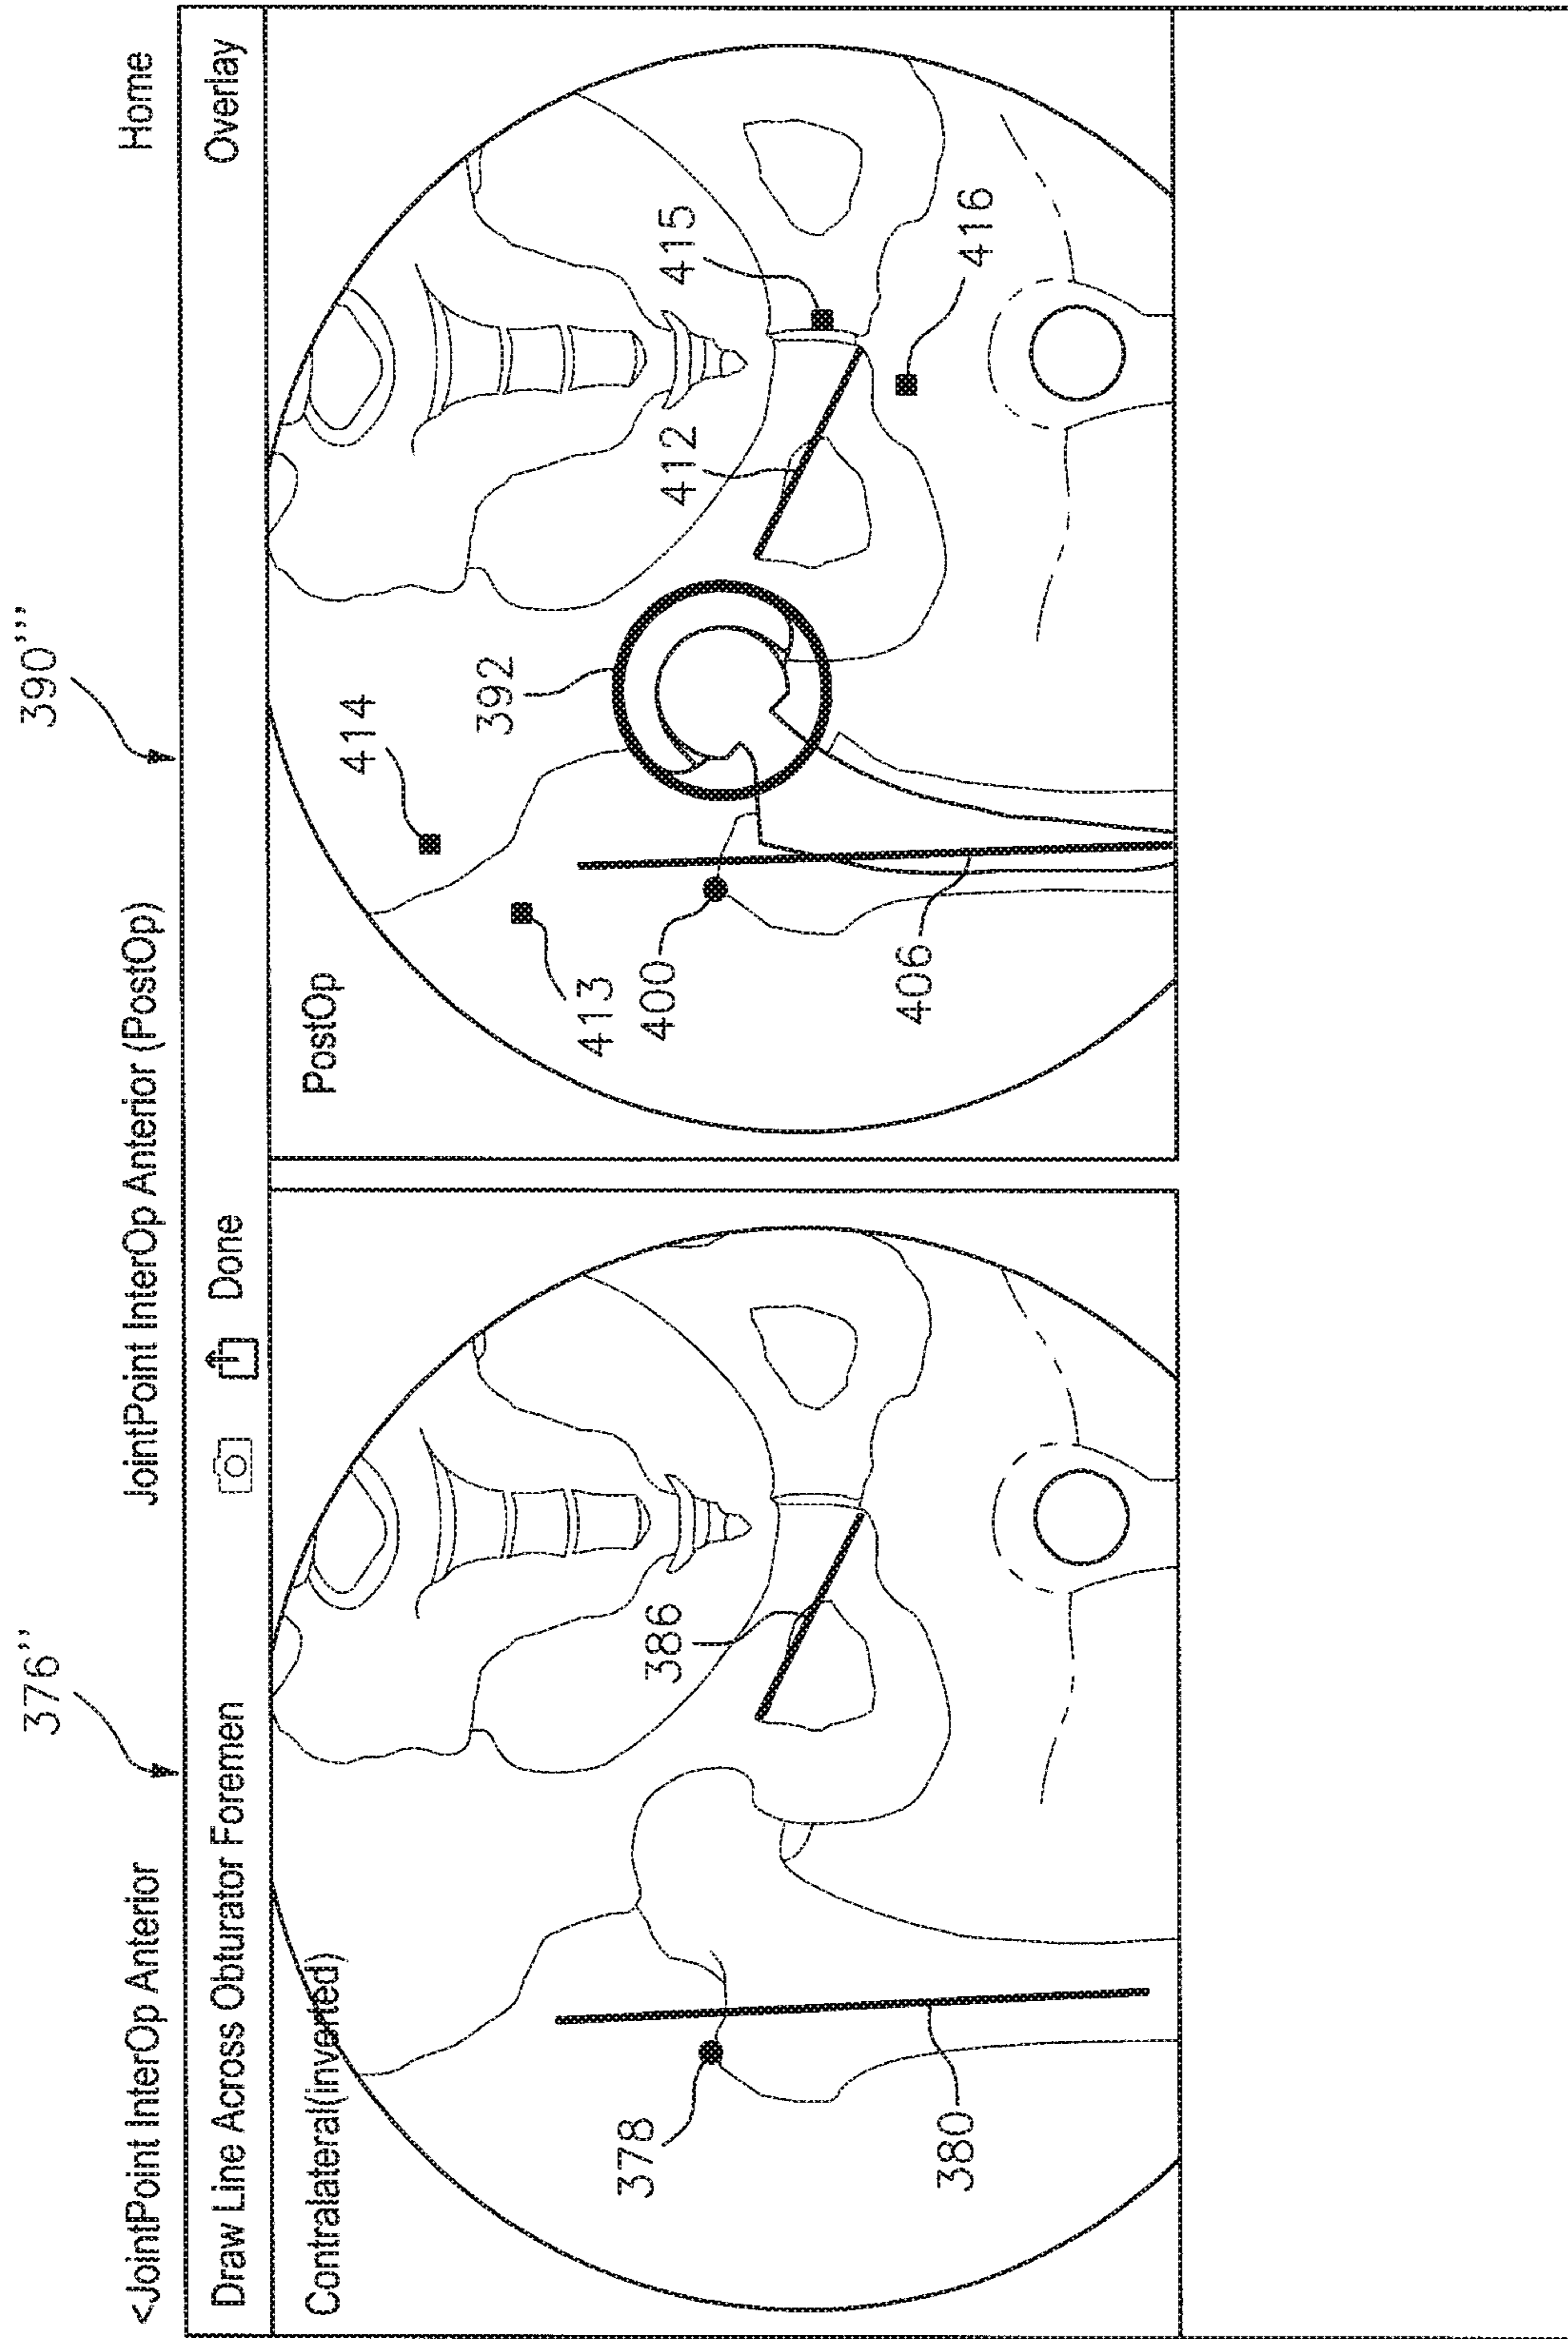 376”
390’”
<JointPoint InterOp Anterior
JointPoint InterOp Anterior (PostOp)
Home
Draw Line Across Obturator Foremen
Done
Overlay
Contralateral(inverted)
378
380
386
PostOp
414
413
400
406
392
412
415
416